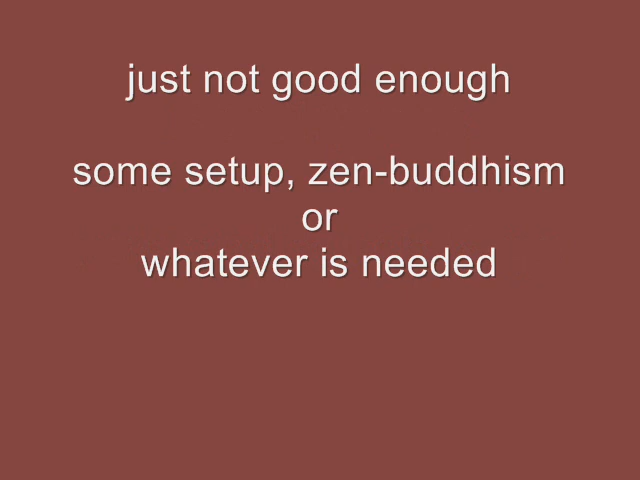 just not good enough
some setup, zen-buddhism
or
whatever is needed